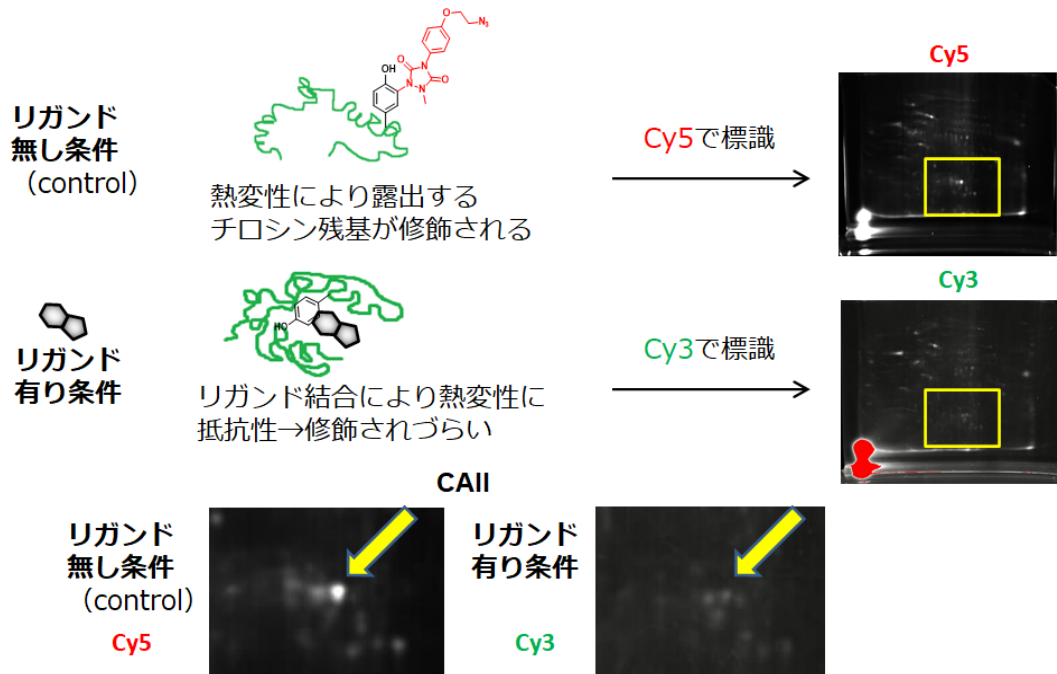 O
N₃
OH
O
N
N
N
O
リガンド
無し条件
（control）
熱変性により露出する
チロシン残基が修飾される
Cy5で標識
Cy5
リガンド
有り条件
HO
リガンド結合により熱変性に
抵抗性→修飾されづらい
Cy3で標識
Cy3
CAII
リガンド
無し条件
（control）
Cy5
リガンド
有り条件
Cy3